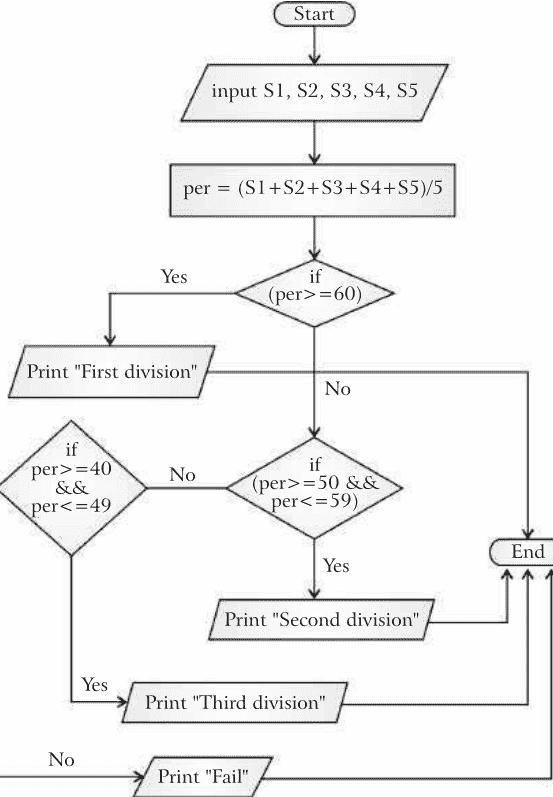 Start
input S1, S2, S3, S4, S5
per = (S1+S2+S3+S4+S5)/5
if
(per>=60)
Yes
No
Print "First division"
if
(per>=50 &&
per<=59)
No
Yes
if
per>=40
&&
per<=49
End
Print "Second division"
Yes
Print "Third division"
No
Print "Fail"